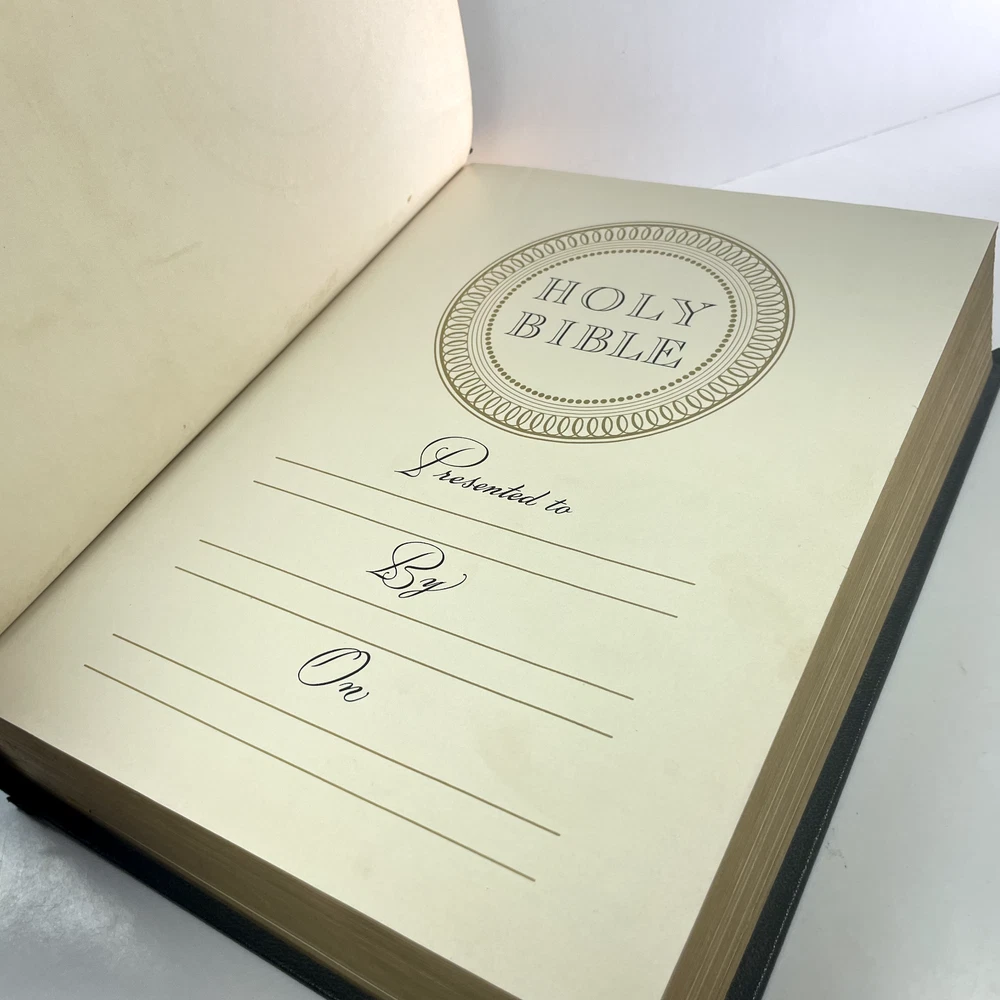 HOLY
BIBLE
Presented to
By
On